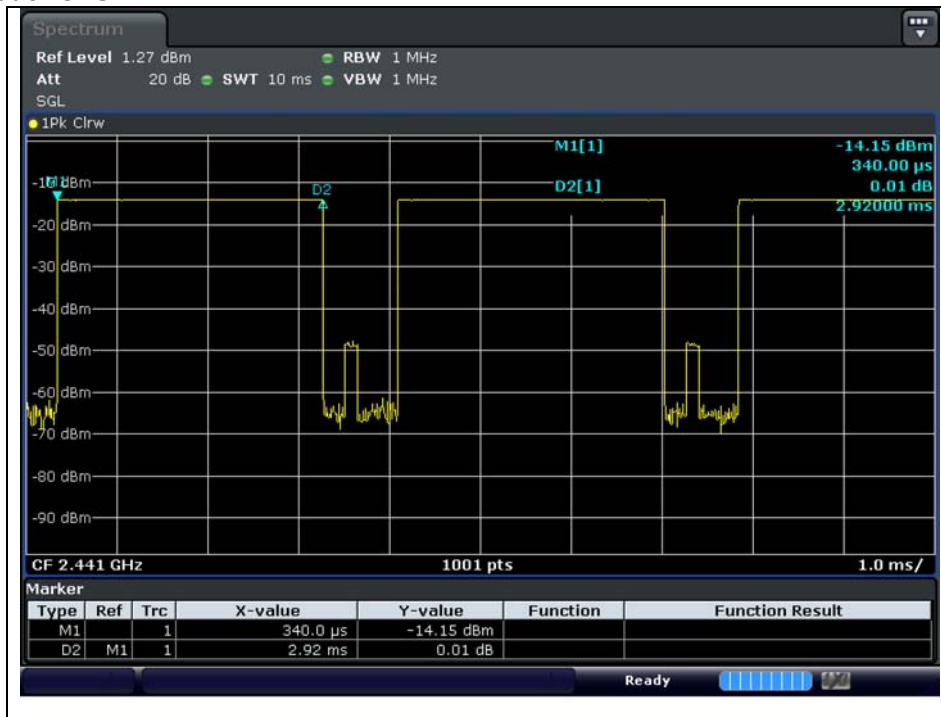 Spectrum
Ref Level 1.27 dBm RBW 1 MHz
Att 20 dB SWT 10 ms VBW 1 MHz
SGL
1Pk Clrw
M1[1] -14.15 dBm
340.00 µs
-10 dBm M1 D2 D2[1] 0.01 dB
2.92000 ms
-20 dBm
-30 dBm
-40 dBm
-50 dBm
-60 dBm
-70 dBm
-80 dBm
-90 dBm
CF 2.441 GHz 1001 pts 1.0 ms/
Marker
Type Ref Trc X-value Y-value Function Function Result
M1 1 340.0 µs -14.15 dBm
D2 M1 1 2.92 ms 0.01 dB
Ready